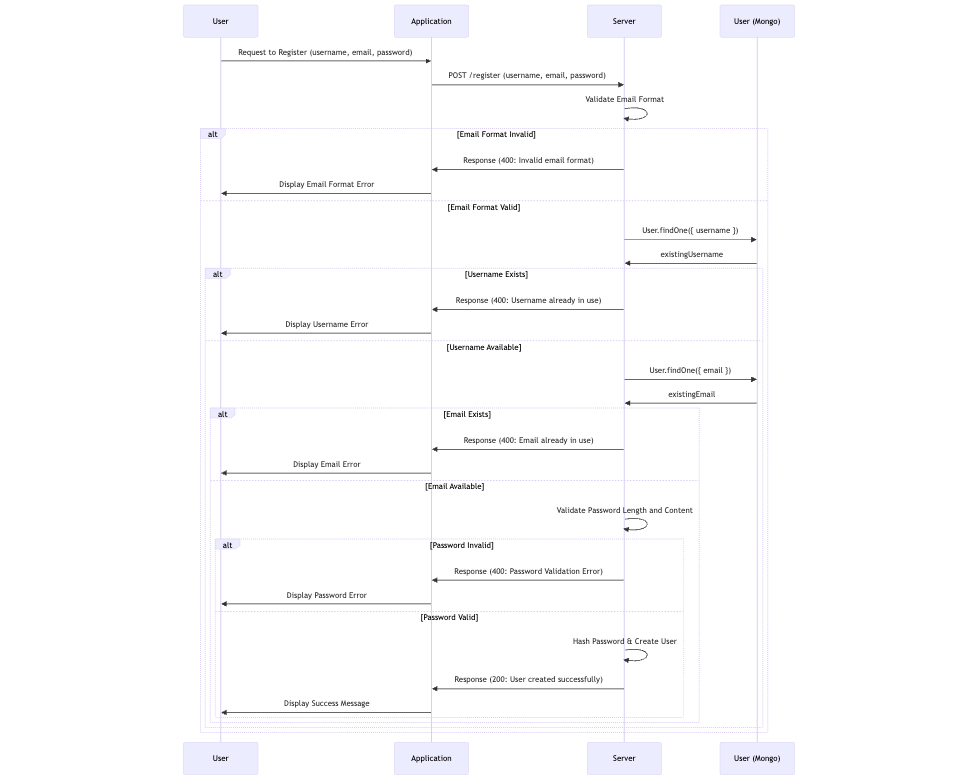 User
Application
Server
User (Mongo)
Request to Register (username, email, password)
POST /register (username, email, password)
Validate Email Format
alt
[Email Format Invalid]
Response (400: Invalid email format)
Display Email Format Error
[Email Format Valid]
User.findOne({ username })
existingUsername
alt
[Username Exists]
Response (400: Username already in use)
Display Username Error
[Username Available]
User.findOne({ email })
existingEmail
alt
[Email Exists]
Response (400: Email already in use)
Display Email Error
[Email Available]
Validate Password Length and Content
alt
[Password Invalid]
Response (400: Password Validation Error)
Display Password Error
[Password Valid]
Hash Password & Create User
Response (200: User created successfully)
Display Success Message
User
Application
Server
User (Mongo)